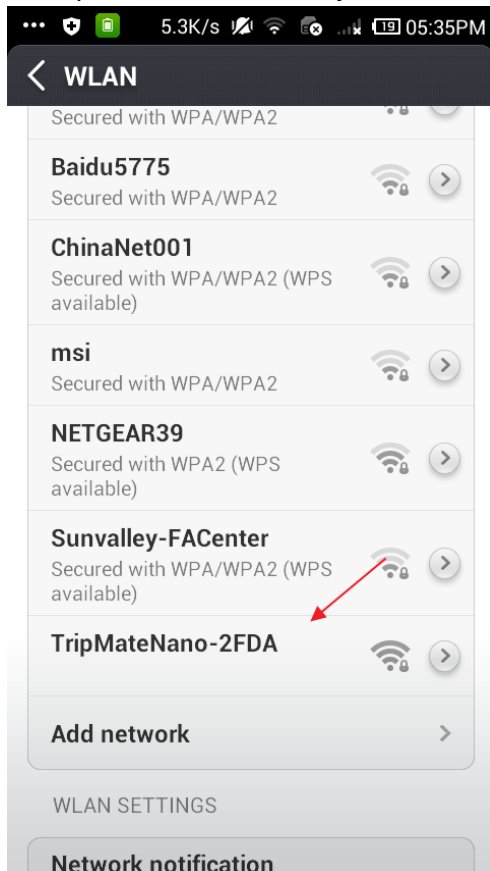 5.3K/s 19 05:35PM
WLAN
Secured with WPA/WPA2
Baidu5775
Secured with WPA/WPA2
ChinaNet001
Secured with WPA/WPA2 (WPS
available)
msi
Secured with WPA/WPA2
NETGEAR39
Secured with WPA2 (WPS
available)
Sunvalley-FACenter
Secured with WPA/WPA2 (WPS
available)
TripMateNano-2FDA
Add network
WLAN SETTINGS
Network notification